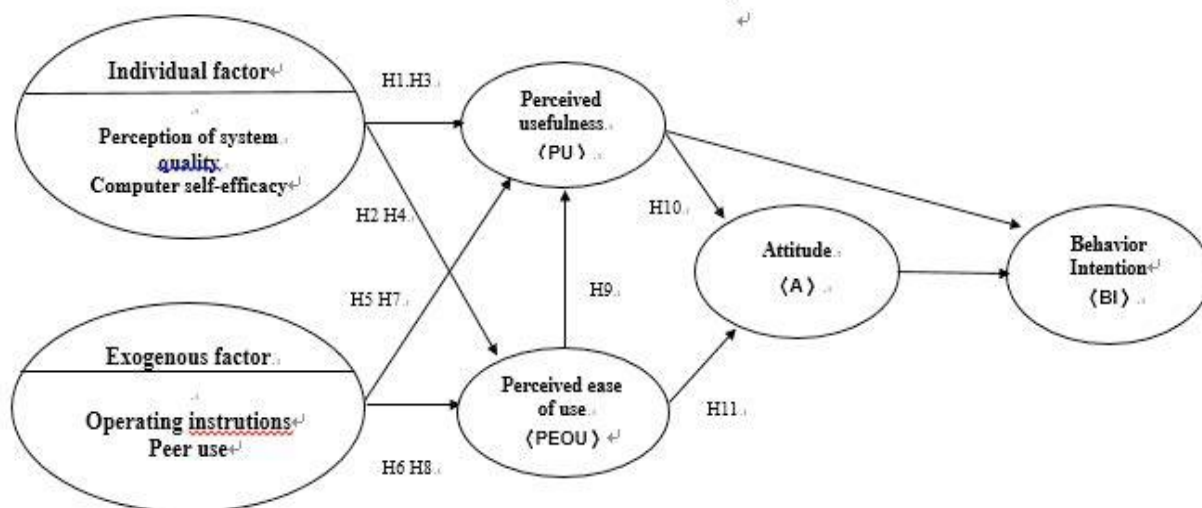 Individual factor
Perception of system
quality
Computer self-efficacy
H1.H3
Perceived
usefulness
(PU)
H2 H4
H5 H7
H9
H10
Attitude
(A)
Behavior
Intention
(BI)
Exogenous factor
Operating instrutions
Peer use
H6 H8
Perceived ease
of use
(PEOU)
H11